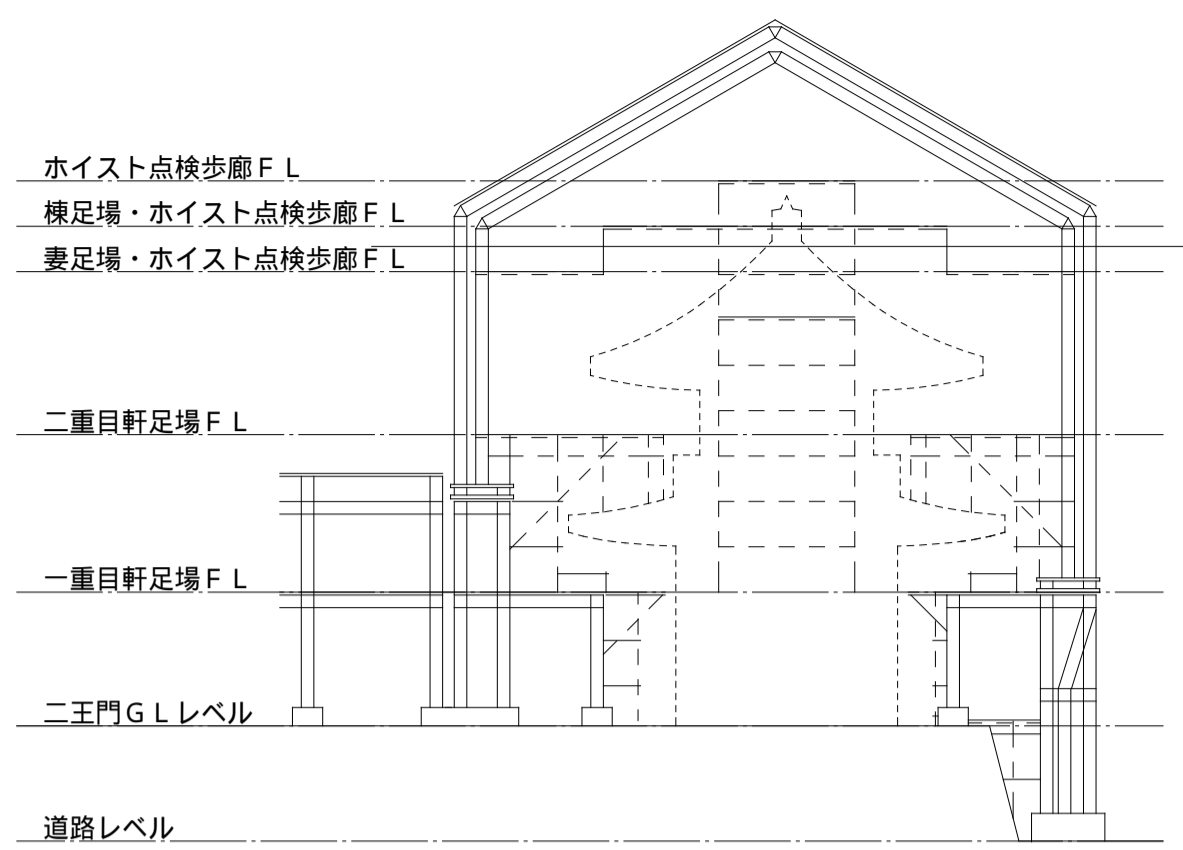 ホイスト点検歩廊ＦＬ
棟足場・ホイスト点検歩廊ＦＬ
妻足場・ホイスト点検歩廊ＦＬ
二重目軒足場ＦＬ
一重目軒足場ＦＬ
二王門ＧＬレベル
道路レベル